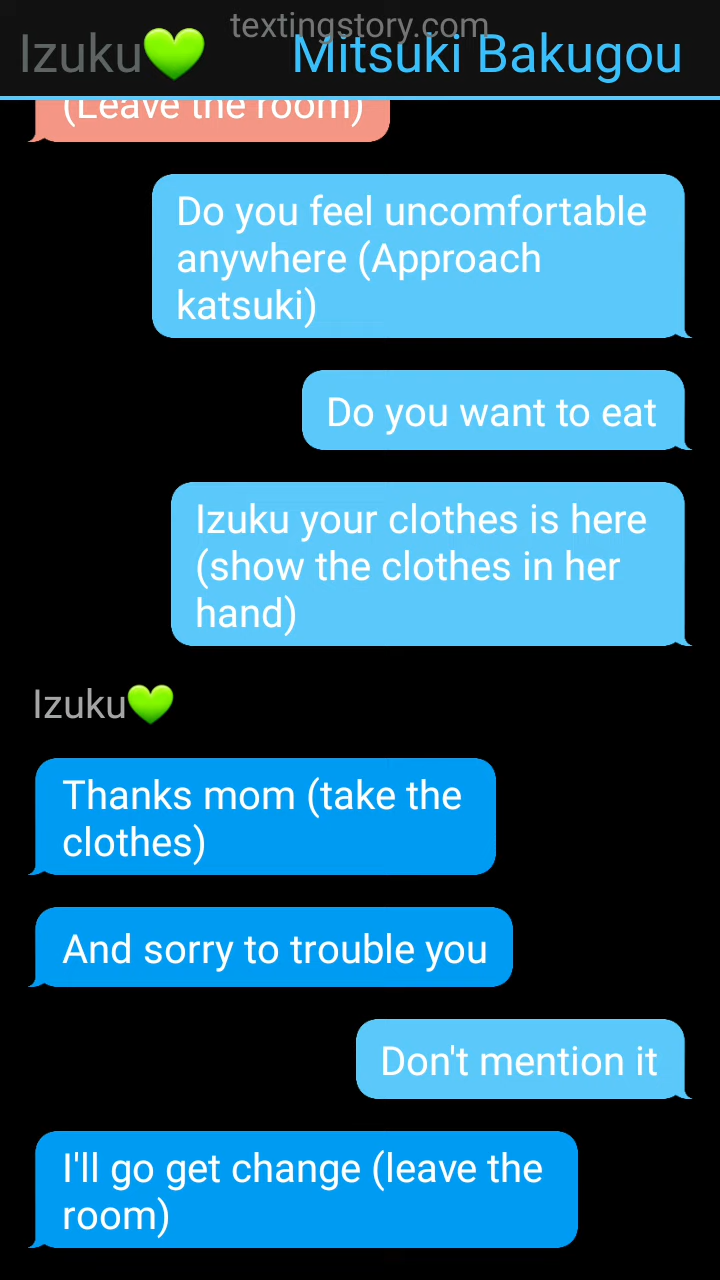 textingstory.com
Izuku💚 Mitsuki Bakugou
(Leave the room)
Do you feel uncomfortable
anywhere (Approach
katsuki)
Do you want to eat
Izuku your clothes is here
(show the clothes in her
hand)
Izuku💚
Thanks mom (take the
clothes)
And sorry to trouble you
Don't mention it
I'll go get change (leave the
room)